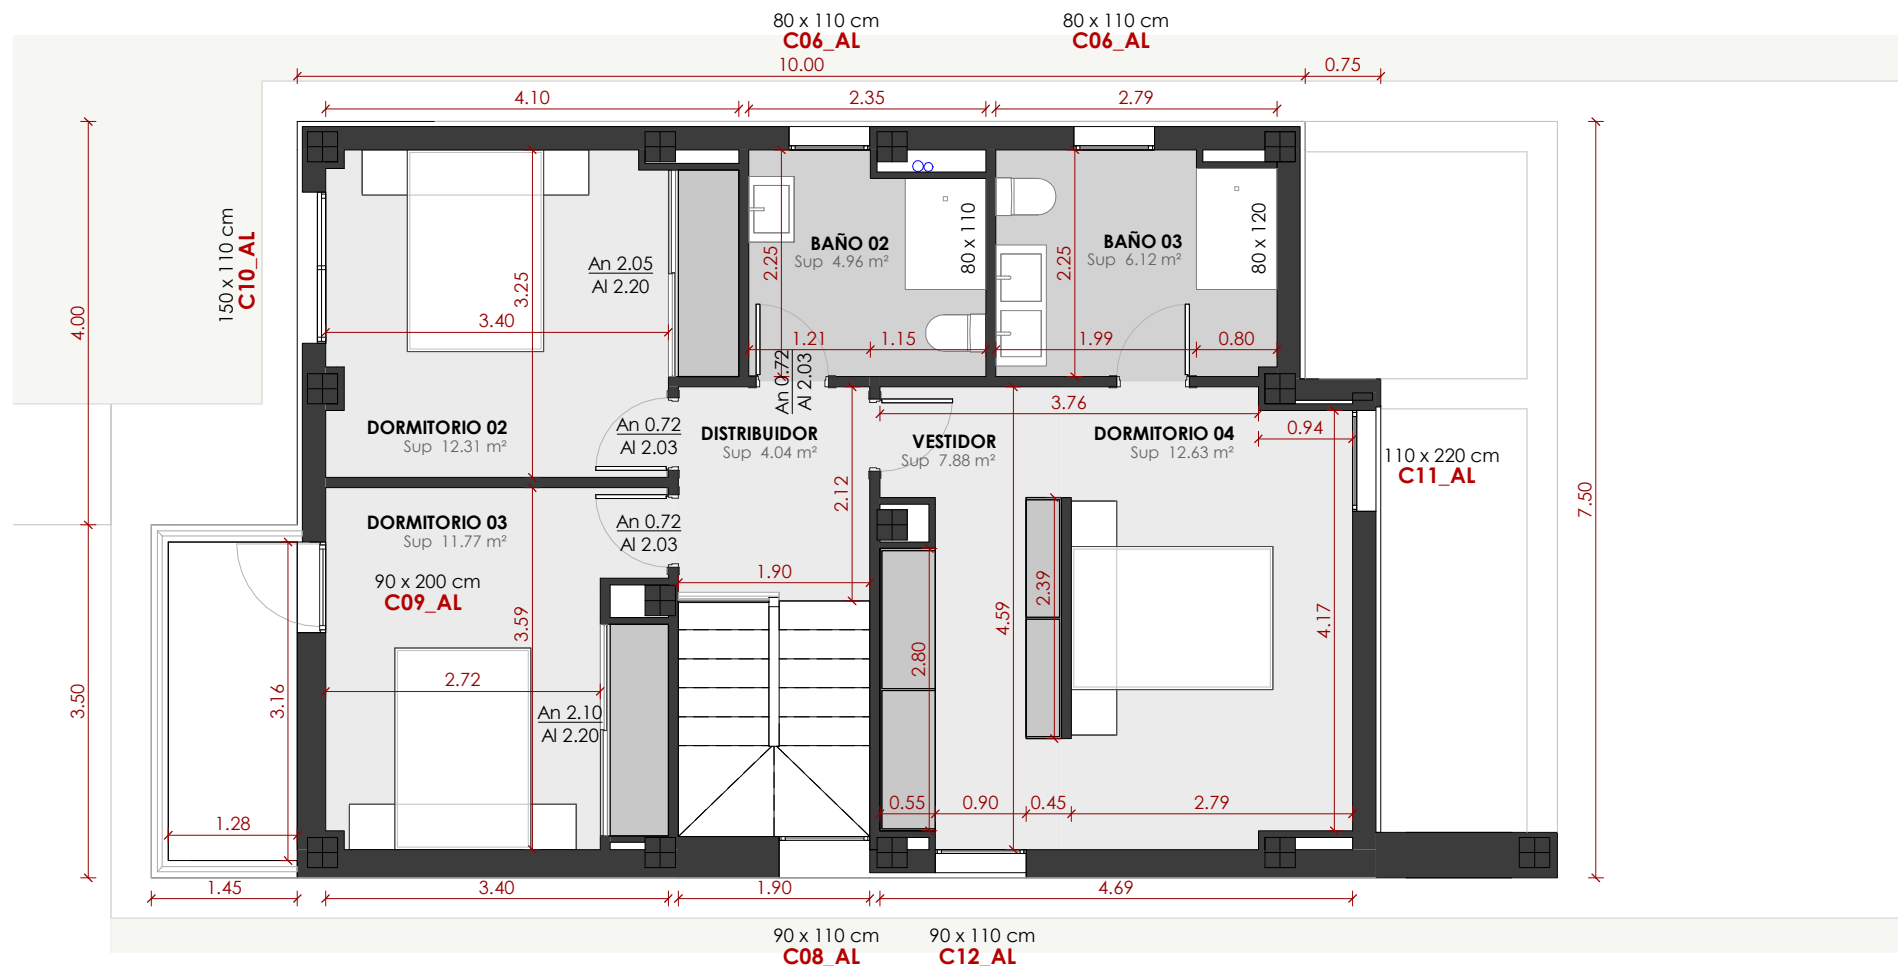 80 x 110 cm
C06_AL
80 x 110 cm
C06_AL
10.00
0.75
4.10
2.35
2.79
150 x 110 cm
C10_AL
4.00
3.50
7.50
An 2.05
Al 2.20
3.25
3.40
DORMITORIO 02
Sup 12.31 m²
BAÑO 02
Sup 4.96 m²
80 x 110
2.25
1.21
1.15
An 0.72
Al 2.03
BAÑO 03
Sup 6.12 m²
80 x 120
2.25
1.99
0.80
An 0.72
Al 2.03
DISTRIBUIDOR
Sup 4.04 m²
2.12
1.90
VESTIDOR
Sup 7.88 m²
3.76
DORMITORIO 04
Sup 12.63 m²
0.94
110 x 220 cm
C11_AL
DORMITORIO 03
Sup 11.77 m²
An 0.72
Al 2.03
90 x 200 cm
C09_AL
3.59
2.72
An 2.10
Al 2.20
3.16
1.28
2.80
4.59
2.39
4.17
0.55
0.90
0.45
2.79
1.45
3.40
1.90
4.69
90 x 110 cm
C08_AL
90 x 110 cm
C12_AL